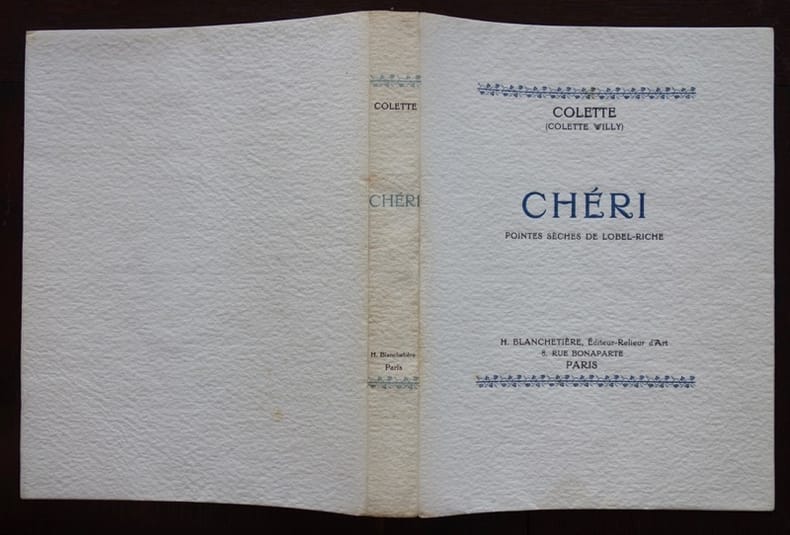 COLETTE
CHÉRI
H. Blanchetière
Paris
COLETTE
(COLETTE WILLY)
CHÉRI
POINTES SÈCHES DE LOBEL-RICHE
H. BLANCHETIÈRE, Éditeur-Relieur d'Art
8, RUE BONAPARTE
PARIS